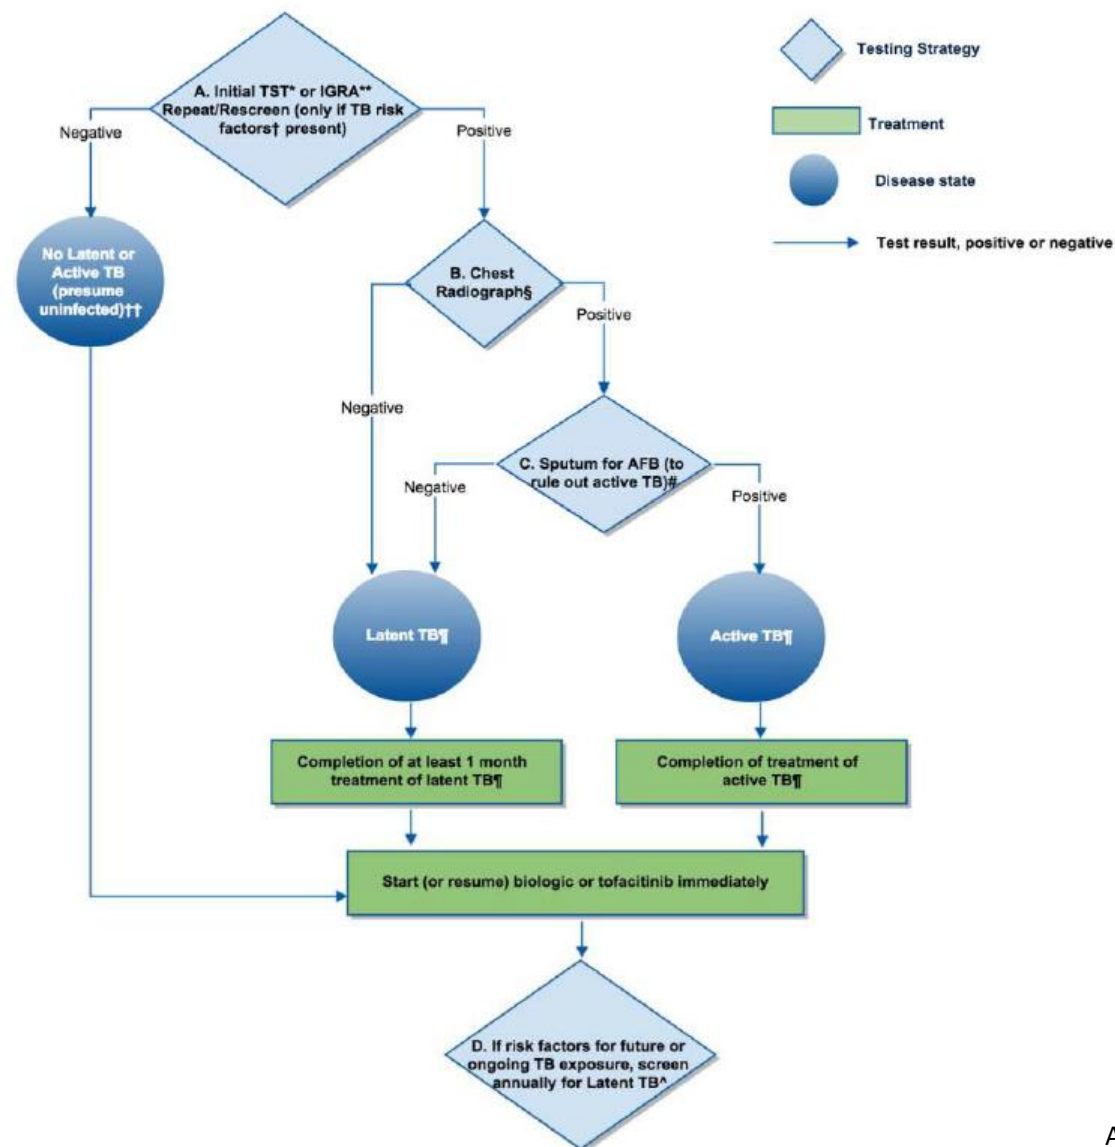 A. Initial TST* or IGRA**
Repeat/Rescreen (only if TB risk
factors† present)
Negative
Positive
Testing Strategy
Treatment
Disease state
Test result, positive or negative
No Latent or
Active TB
(presume
uninfected)††
B. Chest
Radiograph§
Negative
Positive
C. Sputum for AFB (to
rule out active TB)#
Negative
Positive
Latent TB¶
Active TB¶
Completion of at least 1 month
treatment of latent TB¶
Completion of treatment of
active TB¶
Start (or resume) biologic or tofacitinib immediately
D. If risk factors for future or
ongoing TB exposure, screen
annually for Latent TB^
A